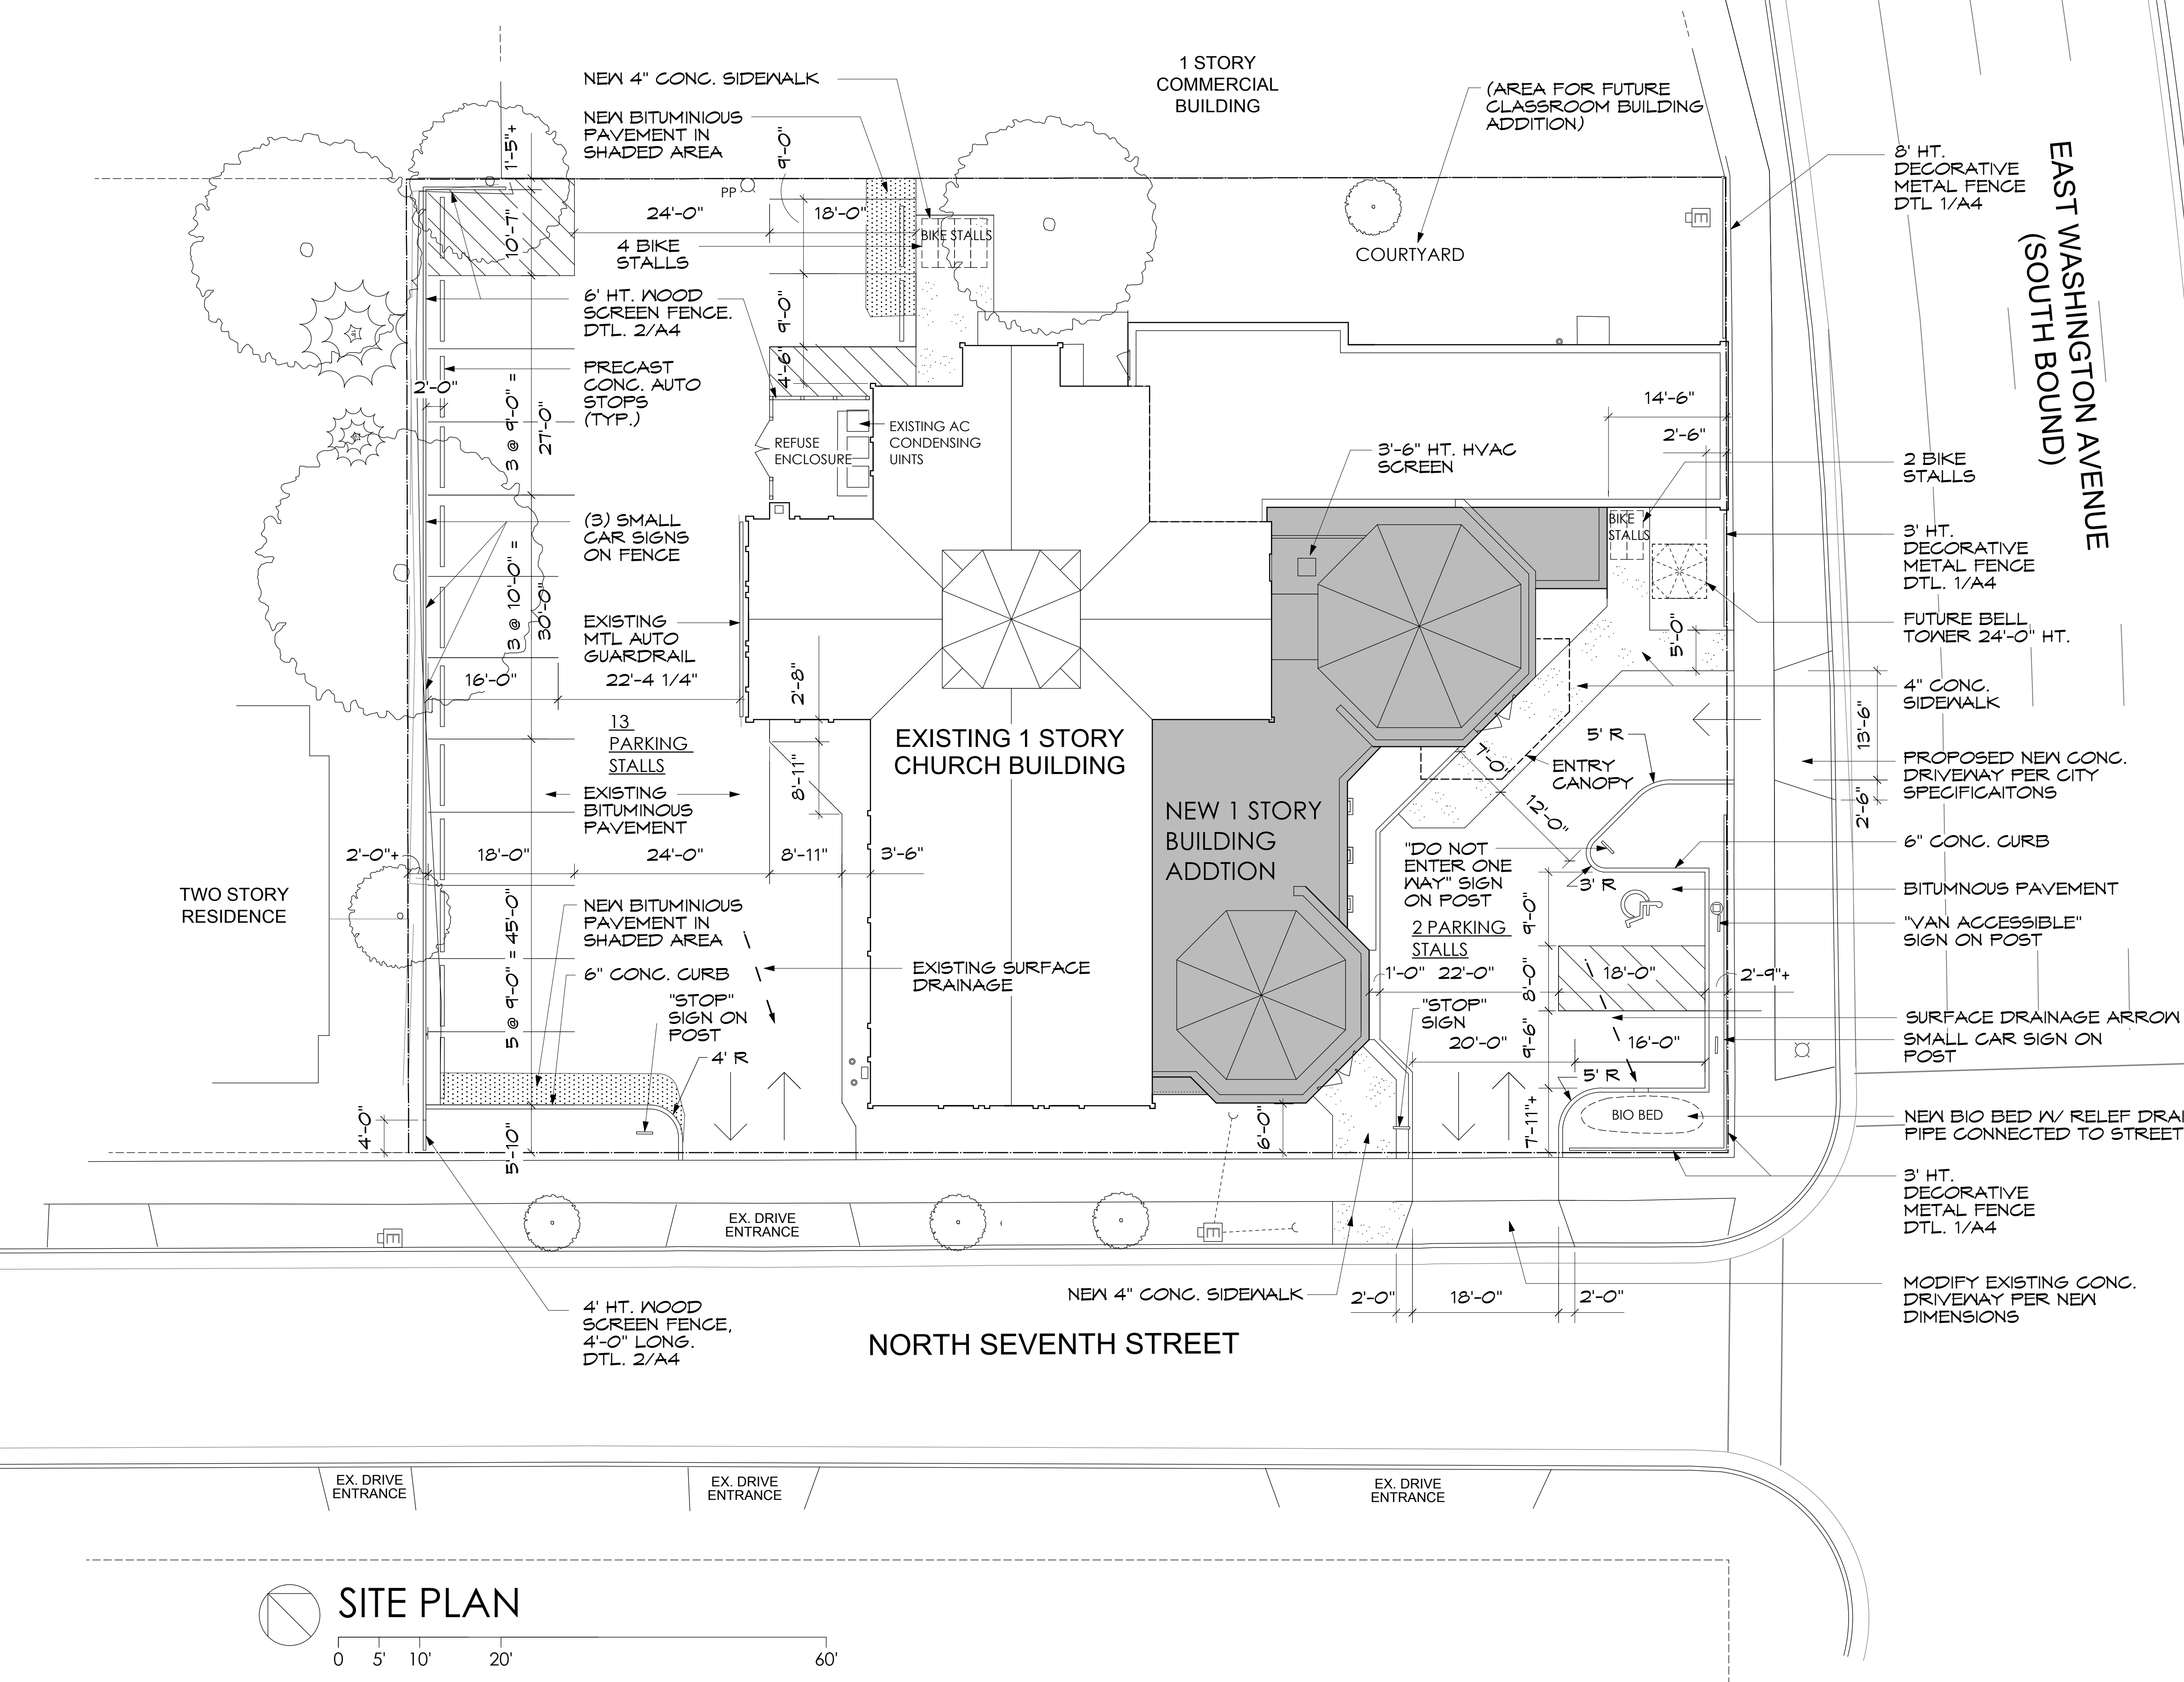 1 STORY
COMMERCIAL
BUILDING
NEW 4" CONC. SIDEWALK
NEW BITUMINIOUS
PAVEMENT IN
SHADED AREA
(AREA FOR FUTURE
CLASSROOM BUILDING
ADDITION)
8' HT.
DECORATIVE
METAL FENCE
DTL 1/A4
EAST WASHINGTON AVENUE
(SOUTH BOUND)
1'-5"+
9'-0"
PP
24'-0"
18'-0"
10'-7"
4 BIKE
STALLS
BIKE STALLS
COURTYARD
6' HT. WOOD
SCREEN FENCE.
DTL. 2/A4
9'-0"
4'-6"
PRECAST
CONC. AUTO
STOPS
(TYP.)
2'-0"
3 @ 9'-0" =
27'-0"
REFUSE
ENCLOSURE
EXISTING AC
CONDENSING
UINTS
3'-6" HT. HVAC
SCREEN
14'-6"
2'-6"
2 BIKE
STALLS
BIKE
STALLS
(3) SMALL
CAR SIGNS
ON FENCE
3' HT.
DECORATIVE
METAL FENCE
DTL. 1/A4
3 @ 10'-0" =
30'-0"
EXISTING
MTL AUTO
GUARDRAIL
FUTURE BELL
TOWER 24'-0" HT.
5'-0"
16'-0"
22'-4 1/4"
2'-8"
4" CONC.
SIDEWALK
13
PARKING
STALLS
EXISTING 1 STORY
CHURCH BUILDING
5' R
13'-6"
7'-0"
ENTRY
CANOPY
PROPOSED NEW CONC.
DRIVEWAY PER CITY
SPECIFICAITONS
EXISTING
BITUMINOUS
PAVEMENT
8'-11"
NEW 1 STORY
BUILDING
ADDTION
12'-0"
2'-6"
6" CONC. CURB
2'-0"+
18'-0"
24'-0"
8'-11"
3'-6"
"DO NOT
ENTER ONE
WAY" SIGN
ON POST
3' R
BITUMNOUS PAVEMENT
TWO STORY
RESIDENCE
NEW BITUMINIOUS
PAVEMENT IN
SHADED AREA
2 PARKING
STALLS
9'-0"
"VAN ACCESSIBLE"
SIGN ON POST
5 @ 9'-0" = 45'-0"
6" CONC. CURB
EXISTING SURFACE
DRAINAGE
1'-0"
22'-0"
8'-0"
18'-0"
2'-9"+
"STOP"
SIGN ON
POST
"STOP"
SIGN
SURFACE DRAINAGE ARROW
4' R
20'-0"
9'-6"
16'-0"
SMALL CAR SIGN ON
POST
5' R
4'-0"
5'-10"
6'-0"
7'-11"+
BIO BED
NEW BIO BED W/ RELEF DRAI
PIPE CONNECTED TO STREET
3' HT.
DECORATIVE
METAL FENCE
DTL. 1/A4
EX. DRIVE
ENTRANCE
NEW 4" CONC. SIDEWALK
2'-0"
18'-0"
2'-0"
MODIFY EXISTING CONC.
DRIVEWAY PER NEW
DIMENSIONS
4' HT. WOOD
SCREEN FENCE,
4'-0" LONG.
DTL. 2/A4
NORTH SEVENTH STREET
EX. DRIVE
ENTRANCE
EX. DRIVE
ENTRANCE
EX. DRIVE
ENTRANCE
SITE PLAN
0 5' 10' 20' 60'